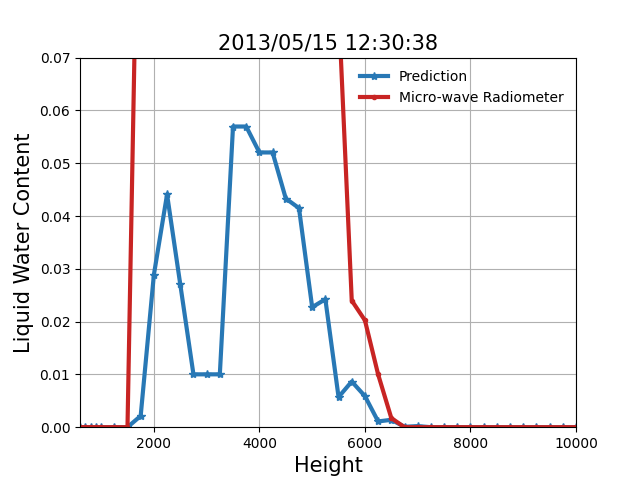 2013/05/15 12:30:38
0.07
0.06
0.05
0.04
0.03
0.02
0.01
0.00
Liquid Water Content
Prediction
Micro-wave Radiometer
2000 4000 6000 8000 10000
Height